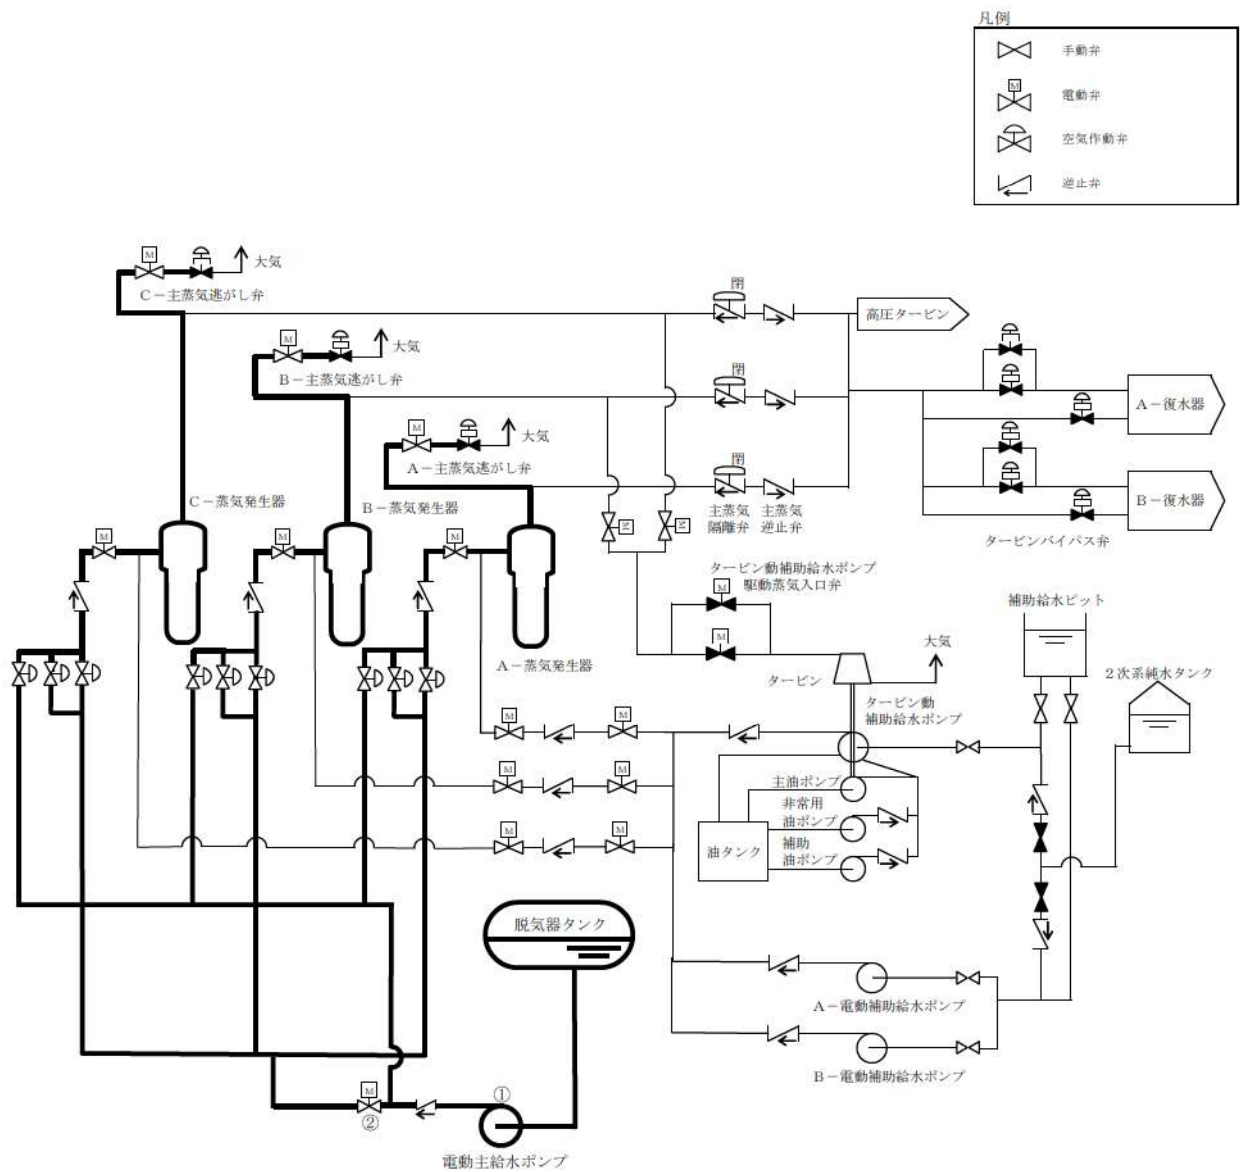 凡例
手動弁
M
電動弁
空気作動弁
逆止弁
M
大気
C－主蒸気逃がし弁
閉
高圧タービン
M
大気
B－主蒸気逃がし弁
閉
A－復水器
M
大気
A－主蒸気逃がし弁
閉
B－復水器
C－蒸気発生器
B－蒸気発生器
主蒸気
隔離弁
主蒸気
逆止弁
タービンバイパス弁
M
M
M
M
M
タービン動補助給水ポンプ
駆動蒸気入口弁
M
M
補助給水ピット
A－蒸気発生器
タービン
大気
2次系純水タンク
タービン動
補助給水ポンプ
M
M
主油ポンプ
M
M
非常用
油ポンプ
M
M
補助
油ポンプ
油タンク
脱気器タンク
A－電動補助給水ポンプ
B－電動補助給水ポンプ
M
①
②
電動主給水ポンプ